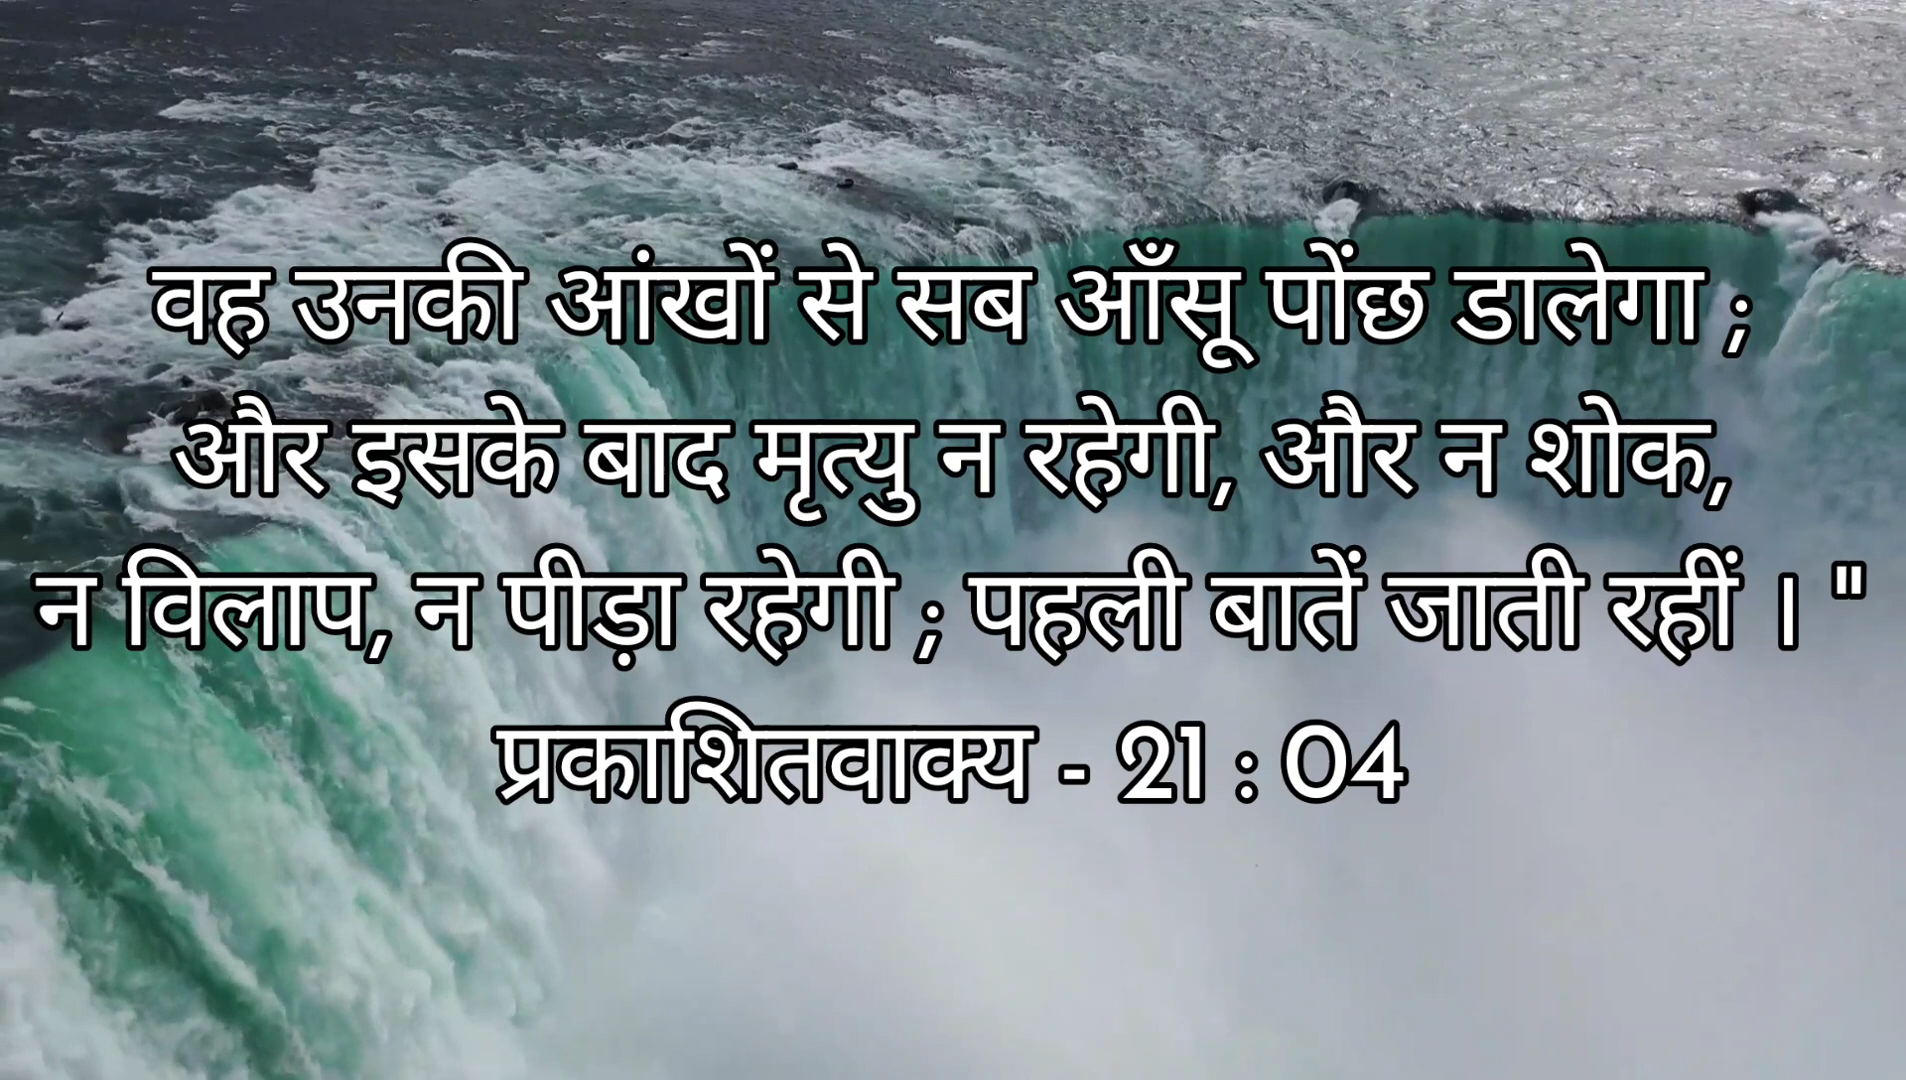 वह उनकी आंखों से सब आँसू पोंछ डालेगा ;
और इसके बाद मृत्यु न रहेगी, और न शोक,
न विलाप, न पीड़ा रहेगी ; पहली बातें जाती रहीं । "
प्रकाशितवाक्य - 21 : 04